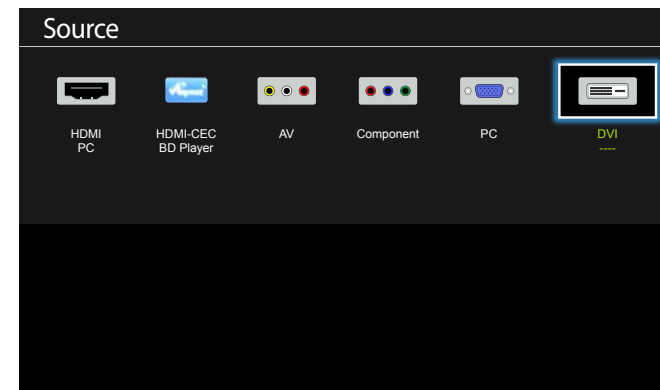 Source
HDMI
PC
HDMI-CEC
BD Player
AV
Component
PC
DVI
----